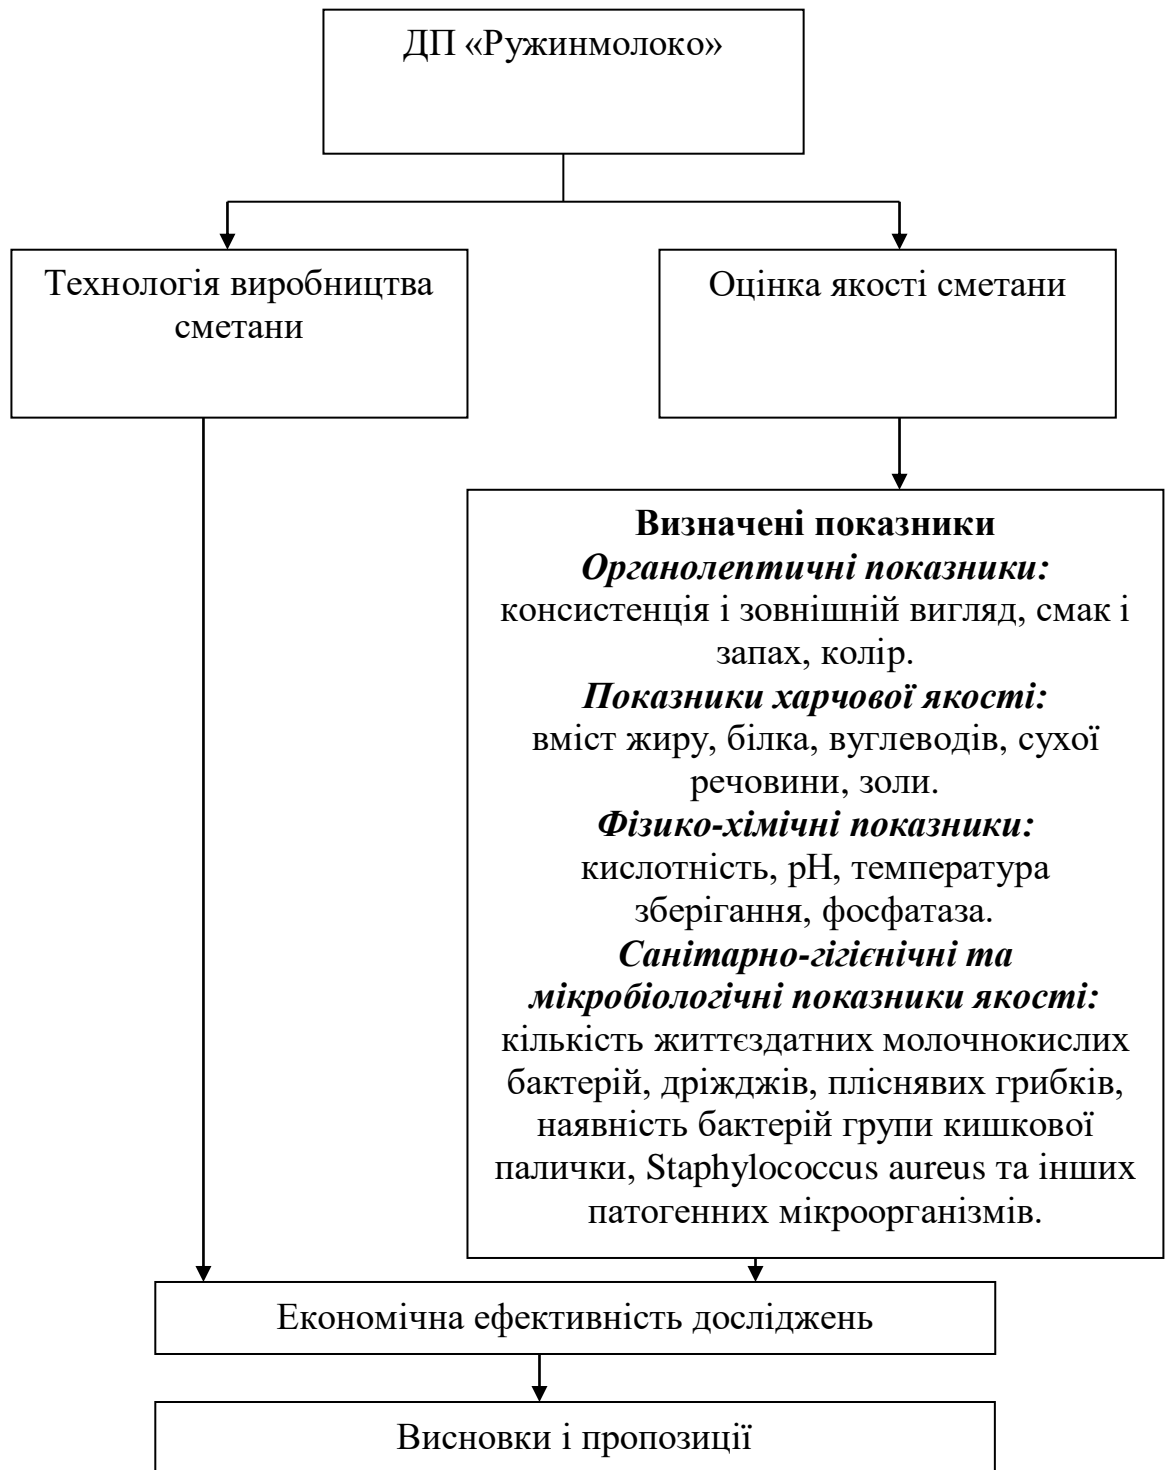 ДП «Ружинмолоко»
Технологія виробництва
сметани
Оцінка якості сметани
Визначені показники
Органолептичні показники:
консистенція і зовнішній вигляд, смак і
запах, колір.
Показники харчової якості:
вміст жиру, білка, вуглеводів, сухої
речовини, золи.
Фізико-хімічні показники:
кислотність, рН, температура
зберігання, фосфатаза.
Санітарно-гігієнічні та
мікробіологічні показники якості:
кількість життєздатних молочнокислих
бактерій, дріжджів, пліснявих грибків,
наявність бактерій групи кишкової
палички, Staphylococcus aureus та інших
патогенних мікроорганізмів.
Економічна ефективність досліджень
Висновки і пропозиції